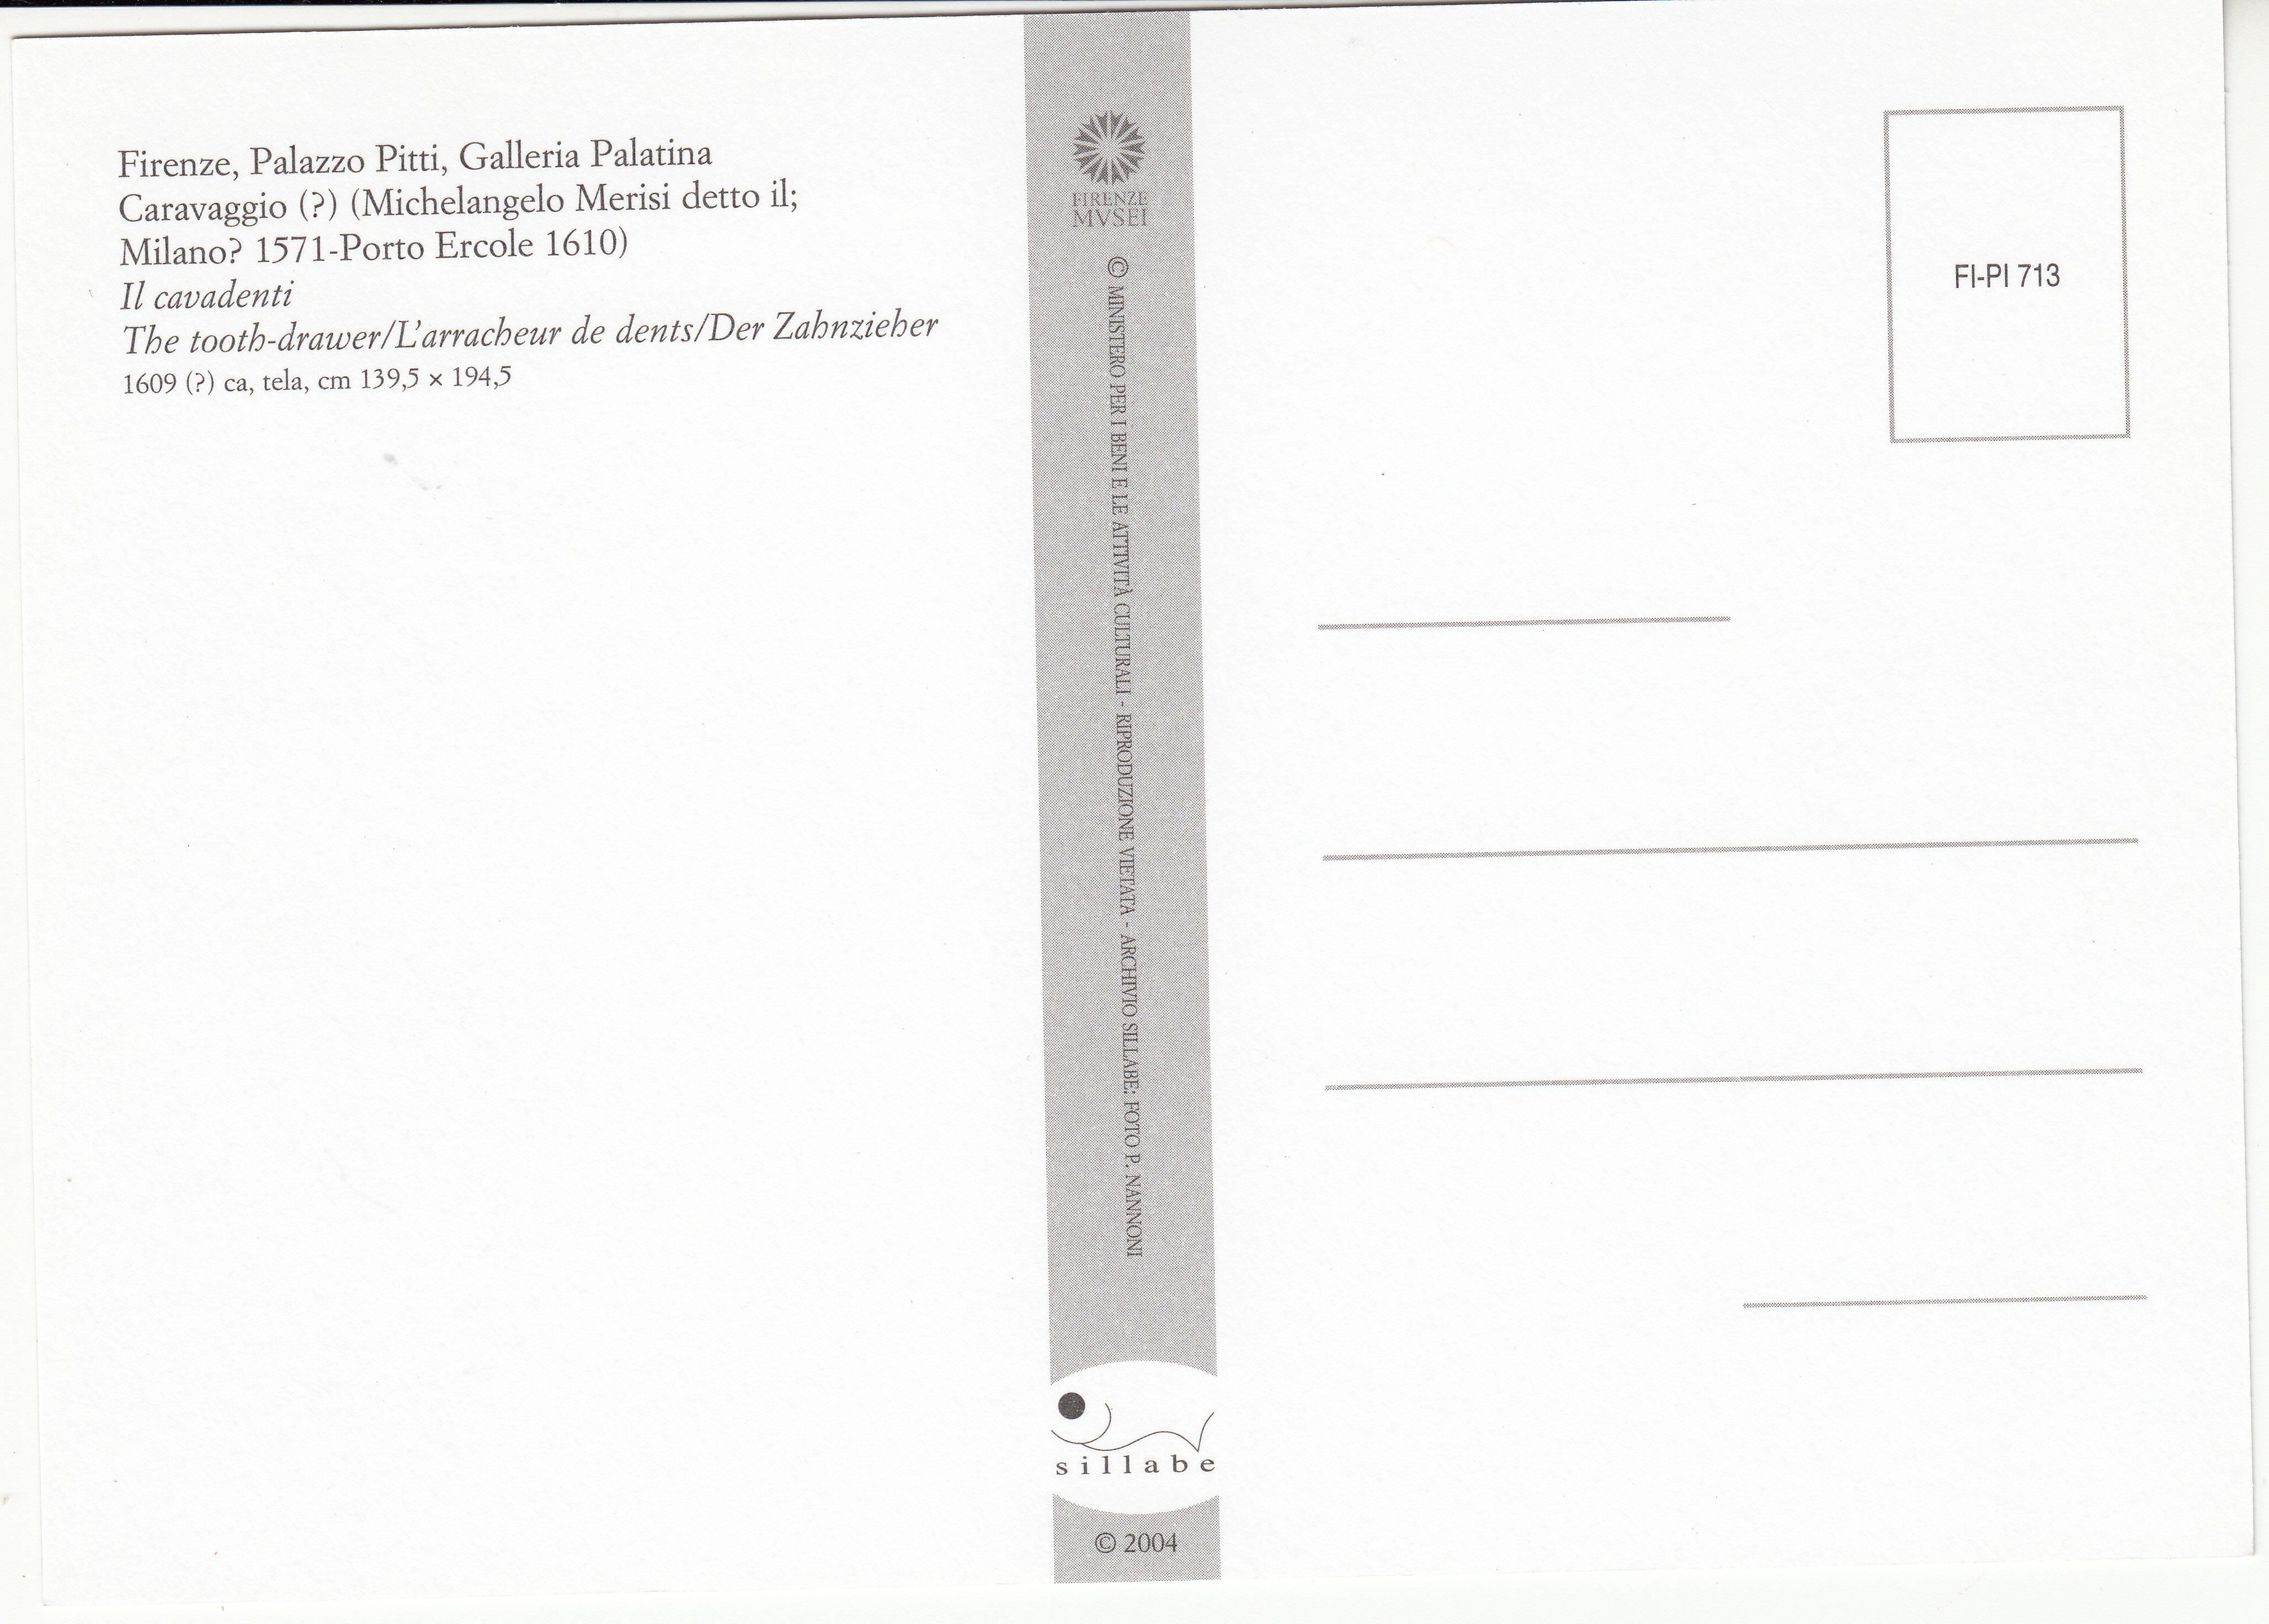 Firenze, Palazzo Pitti, Galleria Palatina
Caravaggio (?) (Michelangelo Merisi detto il;
Milano? 1571-Porto Ercole 1610)
Il cavadenti
The tooth-drawer/L'arracheur de dents/Der Zahnzieher
1609 (?) ca, tela, cm 139,5 × 194,5
FIRENZE
MVSEI
© MINISTERO PER I BENI E LE ATTIVITÀ CULTURALI - RIPRODUZIONE VIETATA - ARCHIVIO SILLABE; FOTO P. NANNONI
sillabe
© 2004
FI-PI 713